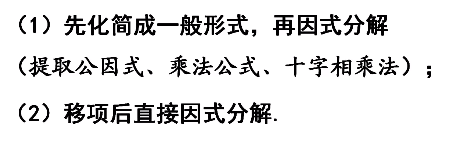 （1）先化简成一般形式，再因式分解
（提取公因式、乘法公式、十字相乘法）；
（2）移项后直接因式分解.